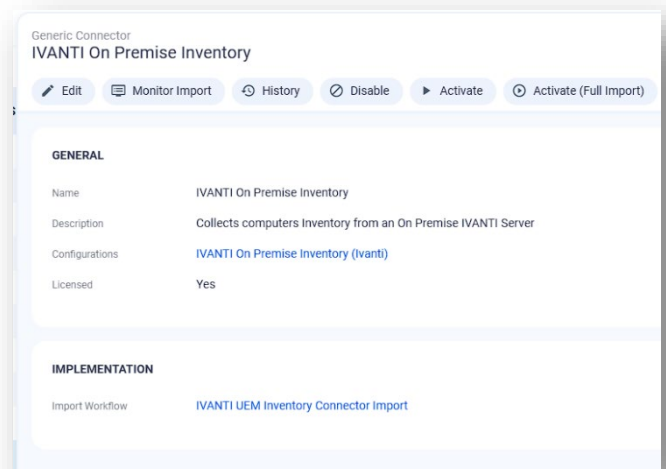 Generic Connector
IVANTI On Premise Inventory
Edit Monitor Import History Disable Activate Activate (Full Import)
GENERAL
Name IVANTI On Premise Inventory
Description Collects computers Inventory from an On Premise IVANTI Server
Configurations IVANTI On Premise Inventory (Ivanti)
Licensed Yes
IMPLEMENTATION
Import Workflow IVANTI UEM Inventory Connector Import